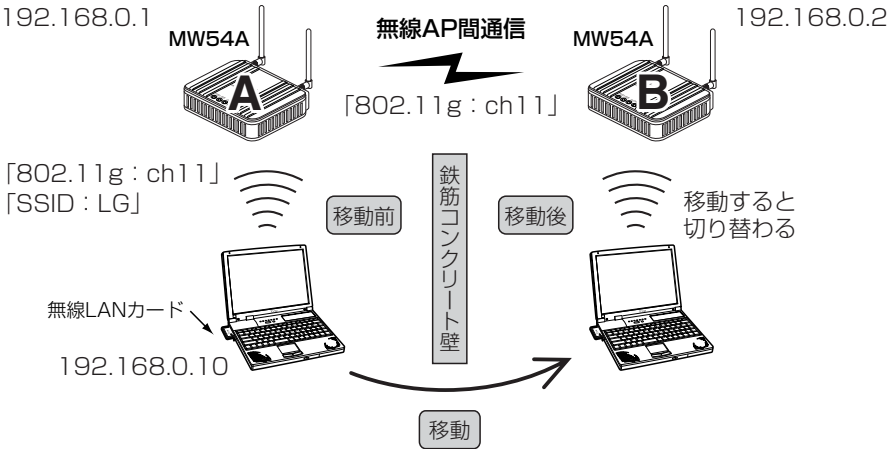 192.168.0.1
MW54A
無線AP間通信
MW54A
192.168.0.2
A
B
「802.11g：ch11」
「802.11g：ch11」
「SSID：LG」
移動前
鉄筋コンクリート壁
移動後
移動すると
切り替わる
無線LANカード
192.168.0.10
移動